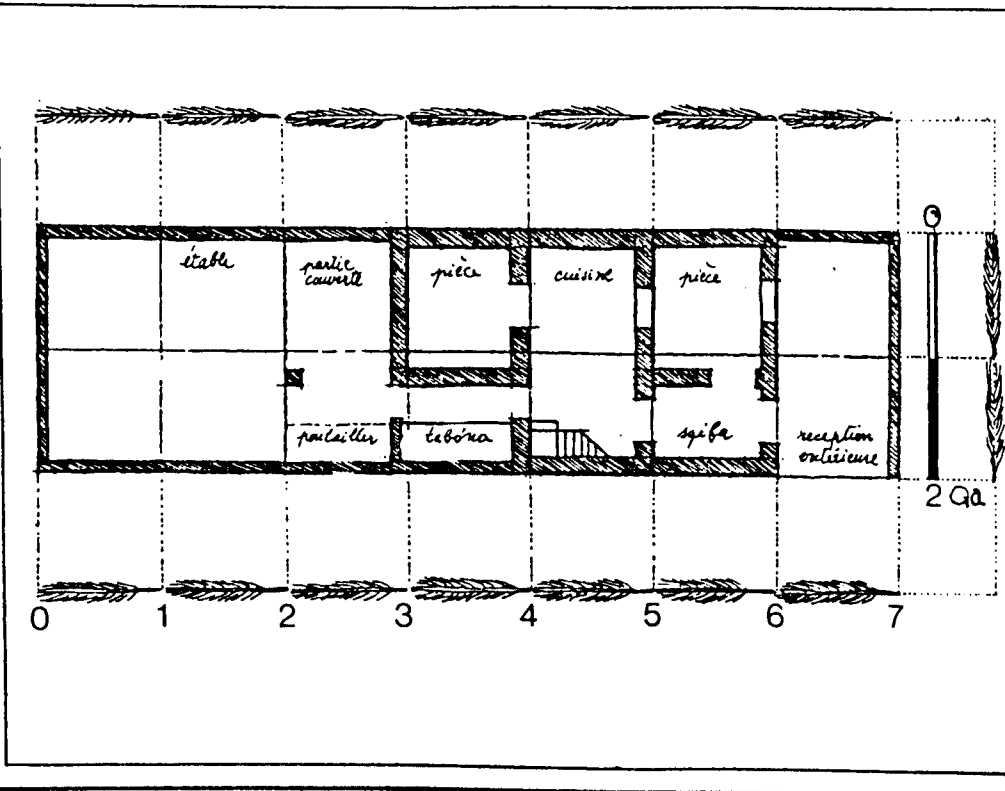 0
étable
partie
couverte
pièce
cuisine
pièce
poulailler
tabóna
sqifa
reception
extérieure
2 Qa
0 1 2 3 4 5 6 7